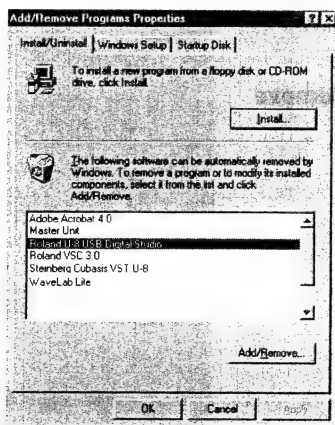 Add/Remove Programs Properties
Install/Uninstall Windows Setup Startup Disk
To install a new program from a floppy disk or CD-ROM
drive, click Install.
Install...
The following software can be automatically removed by
Windows. To remove a program or to modify its installed
components, select it from the list and click
Add/Remove.
Adobe Acrobat 4.0
Master Unit
Roland U-8 USB Digital Studio
Roland VSC 3.0
Steinberg Cubasis VST U-8
WaveLab Lite
Add/Remove...
OK Cancel Apply